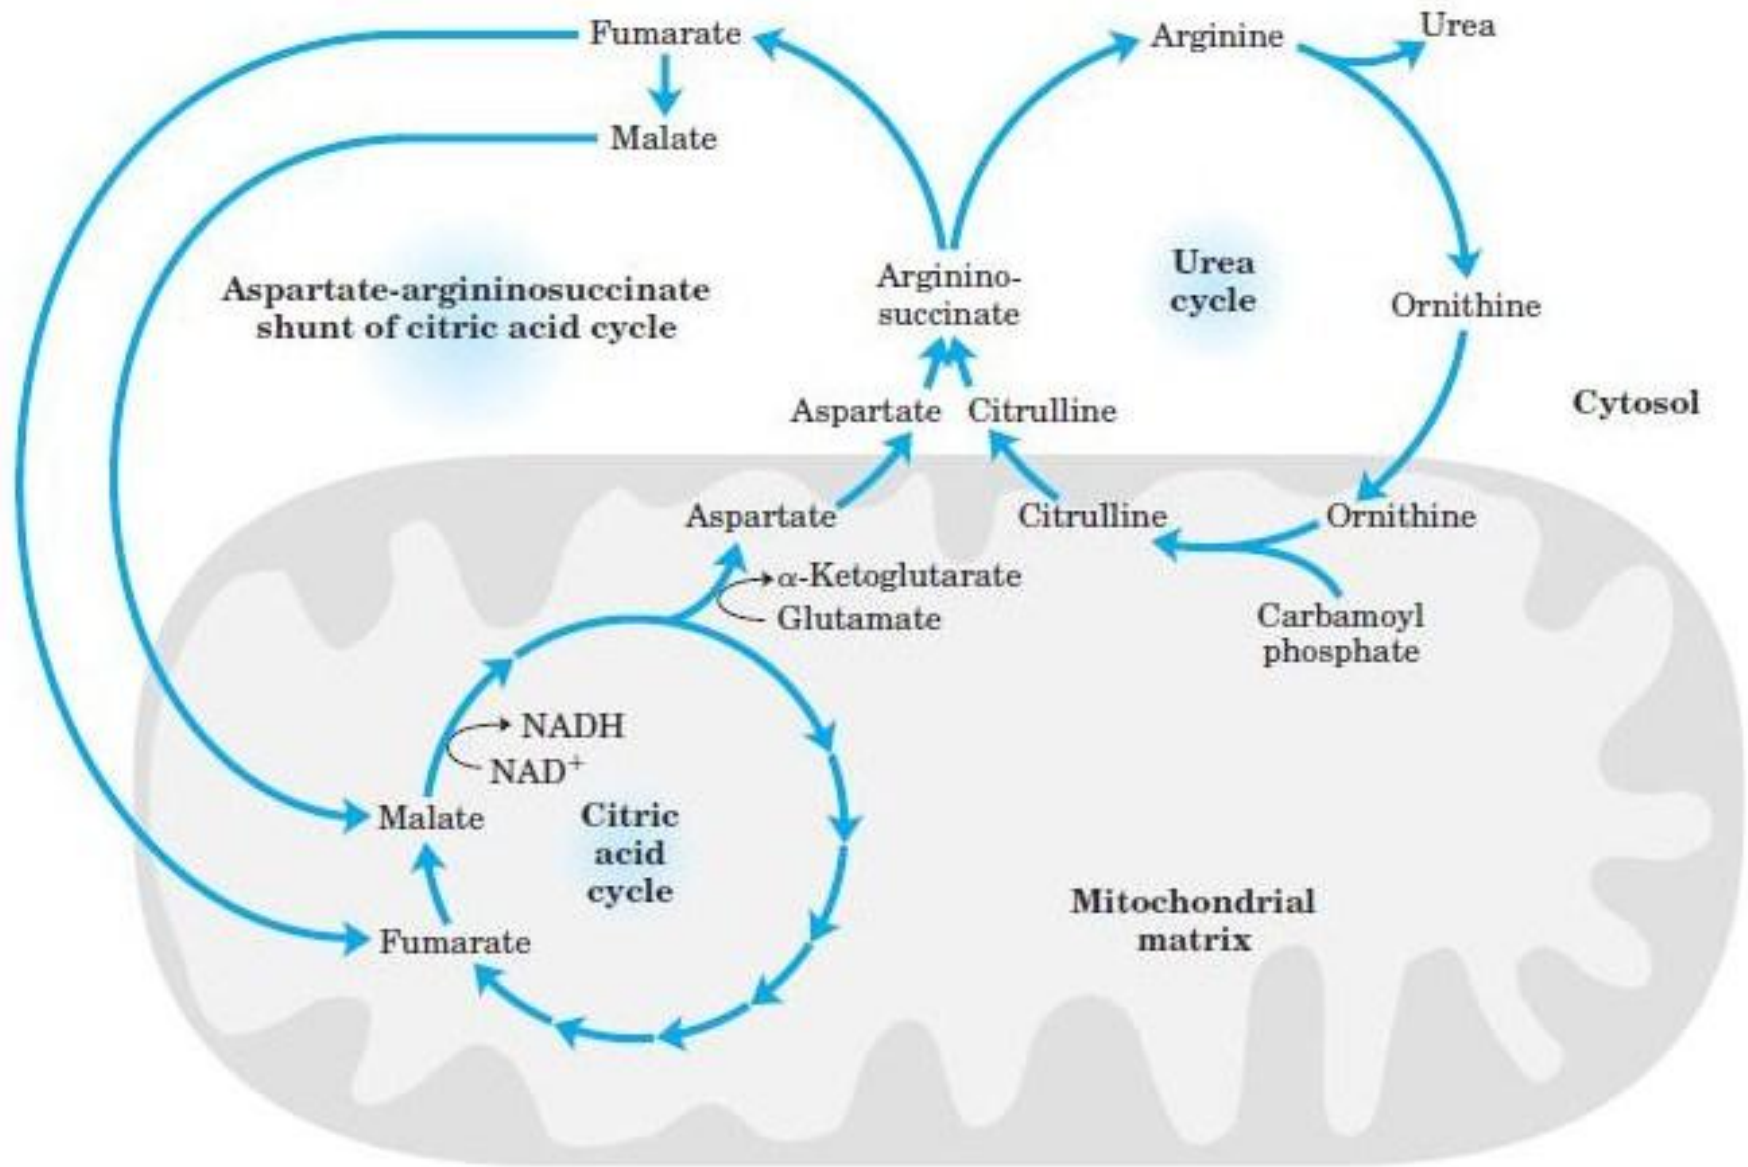 Fumarate
Arginine
Urea
Malate
Aspartate-argininosuccinate
shunt of citric acid cycle
Arginino-
succinate
Urea
cycle
Ornithine
Cytosol
Aspartate
Citrulline
Aspartate
Citrulline
Ornithine
α-Ketoglutarate
Glutamate
Carbamoyl
phosphate
NADH
NAD⁺
Malate
Citric
acid
cycle
Fumarate
Mitochondrial
matrix